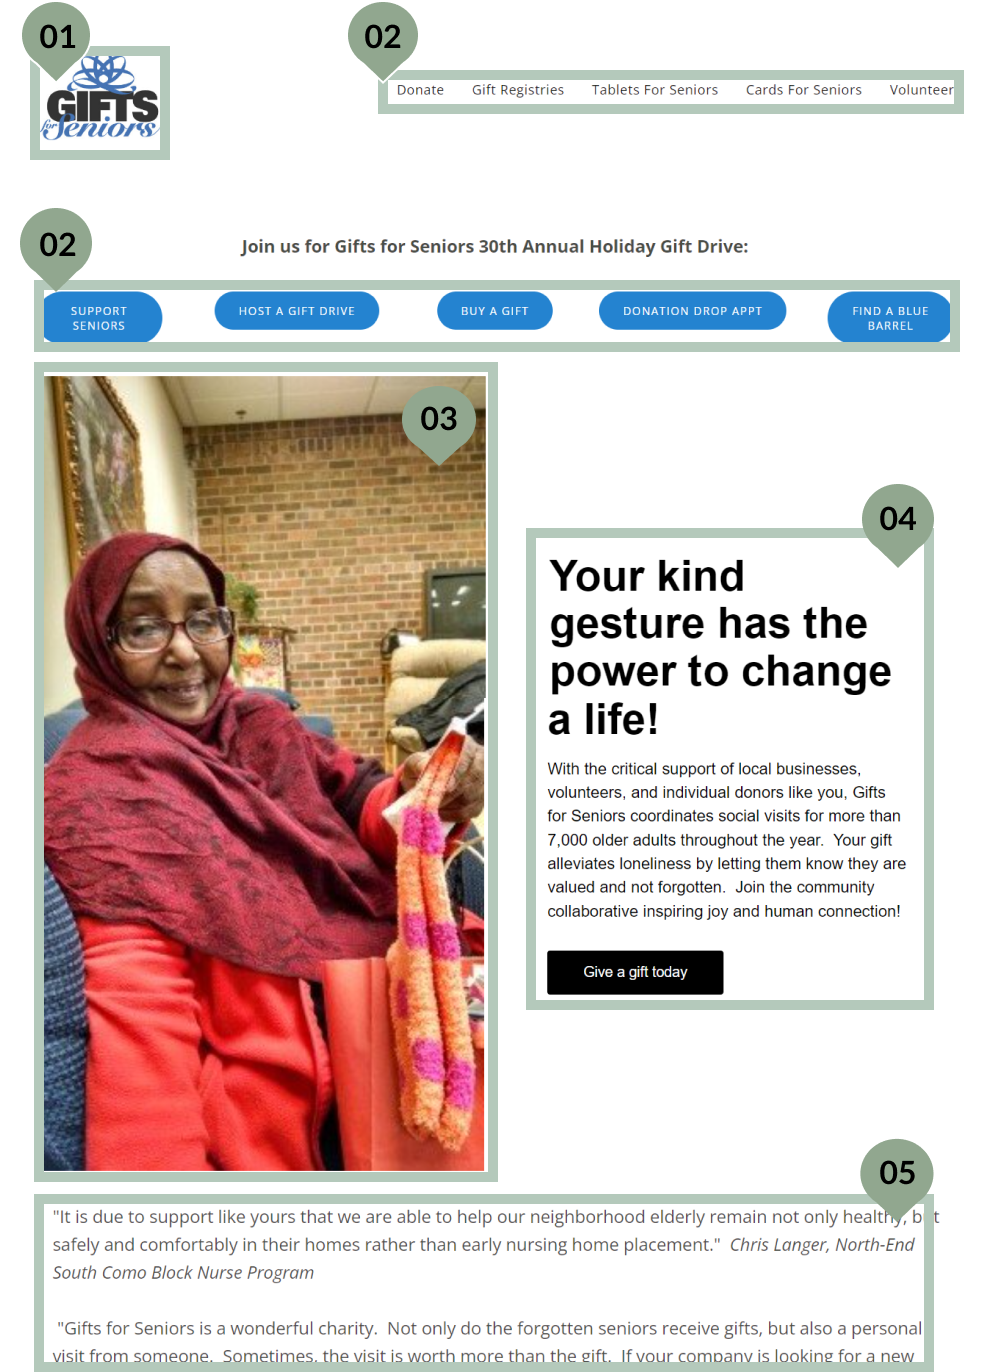 01
02
GIFTS
for Seniors
Donate Gift Registries Tablets For Seniors Cards For Seniors Volunteer
02
Join us for Gifts for Seniors 30th Annual Holiday Gift Drive:
SUPPORT
SENIORS
HOST A GIFT DRIVE
BUY A GIFT
DONATION DROP APPT
FIND A BLUE
BARREL
03
04
Your kind
gesture has the
power to change
a life!
With the critical support of local businesses,
volunteers, and individual donors like you, Gifts
for Seniors coordinates social visits for more than
7,000 older adults throughout the year.  Your gift
alleviates loneliness by letting them know they are
valued and not forgotten.  Join the community
collaborative inspiring joy and human connection!
Give a gift today
05
"It is due to support like yours that we are able to help our neighborhood elderly remain not only healthy, but
safely and comfortably in their homes rather than early nursing home placement."  Chris Langer, North-End
South Como Block Nurse Program
"Gifts for Seniors is a wonderful charity.  Not only do the forgotten seniors receive gifts, but also a personal
visit from someone.  Sometimes, the visit is worth more than the gift.  If your company is looking for a new